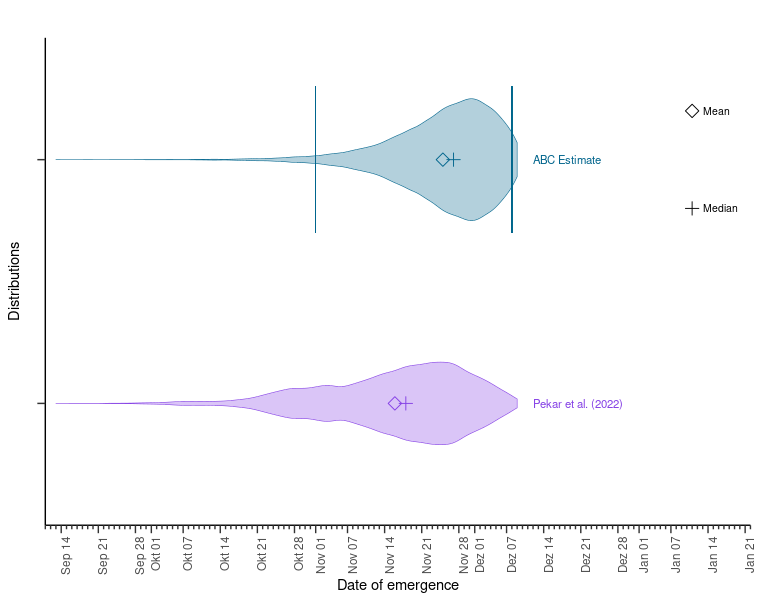 Mean
ABC Estimate
Median
Distributions
Pekar et al. (2022)
Sep 14
Sep 21
Sep 28
Okt 01
Okt 07
Okt 14
Okt 21
Okt 28
Nov 01
Nov 07
Nov 14
Nov 21
Nov 28
Dez 01
Dez 07
Dez 14
Dez 21
Dez 28
Jan 01
Jan 07
Jan 14
Jan 21
Date of emergence